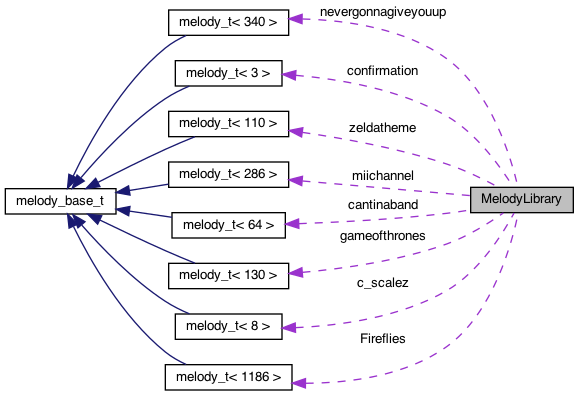 nevergonnagiveyouup
melody_t< 340 >
confirmation
melody_t< 3 >
zeldatheme
melody_t< 110 >
miichannel
melody_t< 286 >
melody_base_t
MelodyLibrary
cantinaband
melody_t< 64 >
gameofthrones
melody_t< 130 >
c_scalez
melody_t< 8 >
Fireflies
melody_t< 1186 >